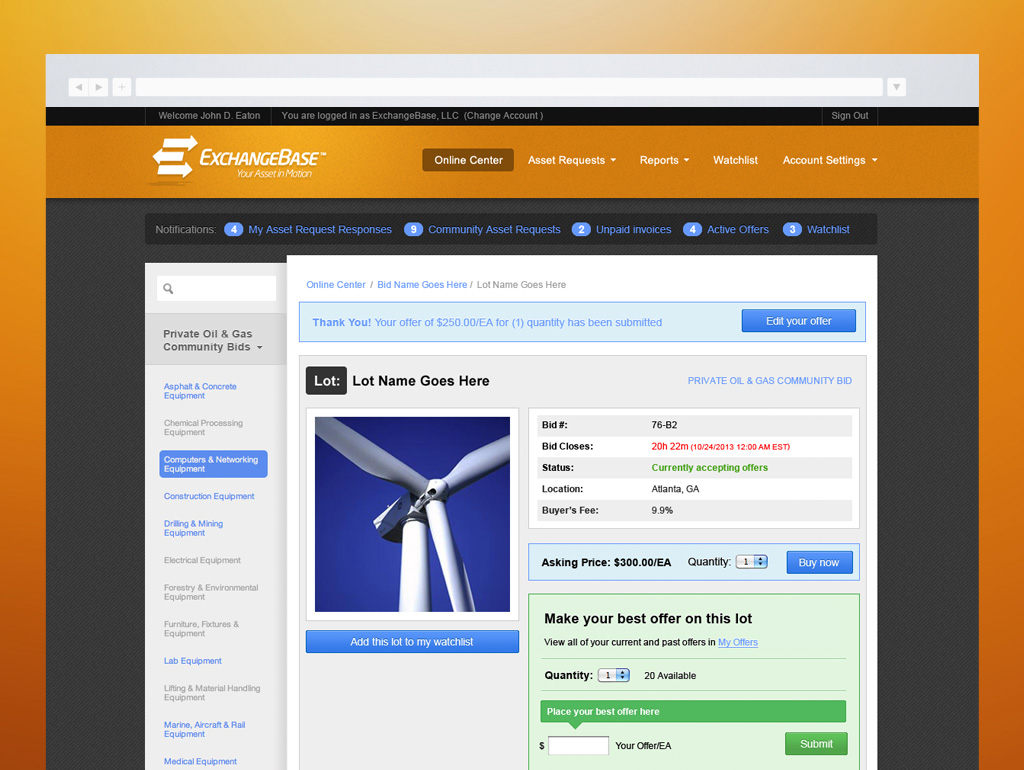 Welcome John D. Eaton
You are logged in as ExchangeBase, LLC (Change Account )
Sign Out
EXCHANGEBASE™
Your Asset in Motion
Online Center
Asset Requests
Reports
Watchlist
Account Settings
Notifications: 4 My Asset Request Responses 9 Community Asset Requests 2 Unpaid invoices 4 Active Offers 3 Watchlist
Private Oil & Gas
Community Bids
Asphalt & Concrete
Equipment
Chemical Processing
Equipment
Computers & Networking
Equipment
Construction Equipment
Drilling & Mining
Equipment
Electrical Equipment
Forestry & Environmental
Equipment
Furniture, Fixtures &
Equipment
Lab Equipment
Lifting & Material Handling
Equipment
Marine, Aircraft & Rail
Equipment
Medical Equipment
Online Center / Bid Name Goes Here / Lot Name Goes Here
Thank You! Your offer of $250.00/EA for (1) quantity has been submitted
Edit your offer
Lot: Lot Name Goes Here
PRIVATE OIL & GAS COMMUNITY BID
Add this lot to my watchlist
Bid #: 76-B2
Bid Closes: 20h 22m (10/24/2013 12:00 AM EST)
Status: Currently accepting offers
Location: Atlanta, GA
Buyer's Fee: 9.9%
Asking Price: $300.00/EA Quantity: 1 Buy now
Make your best offer on this lot
View all of your current and past offers in My Offers
Quantity: 1 20 Available
Place your best offer here
$ Your Offer/EA Submit